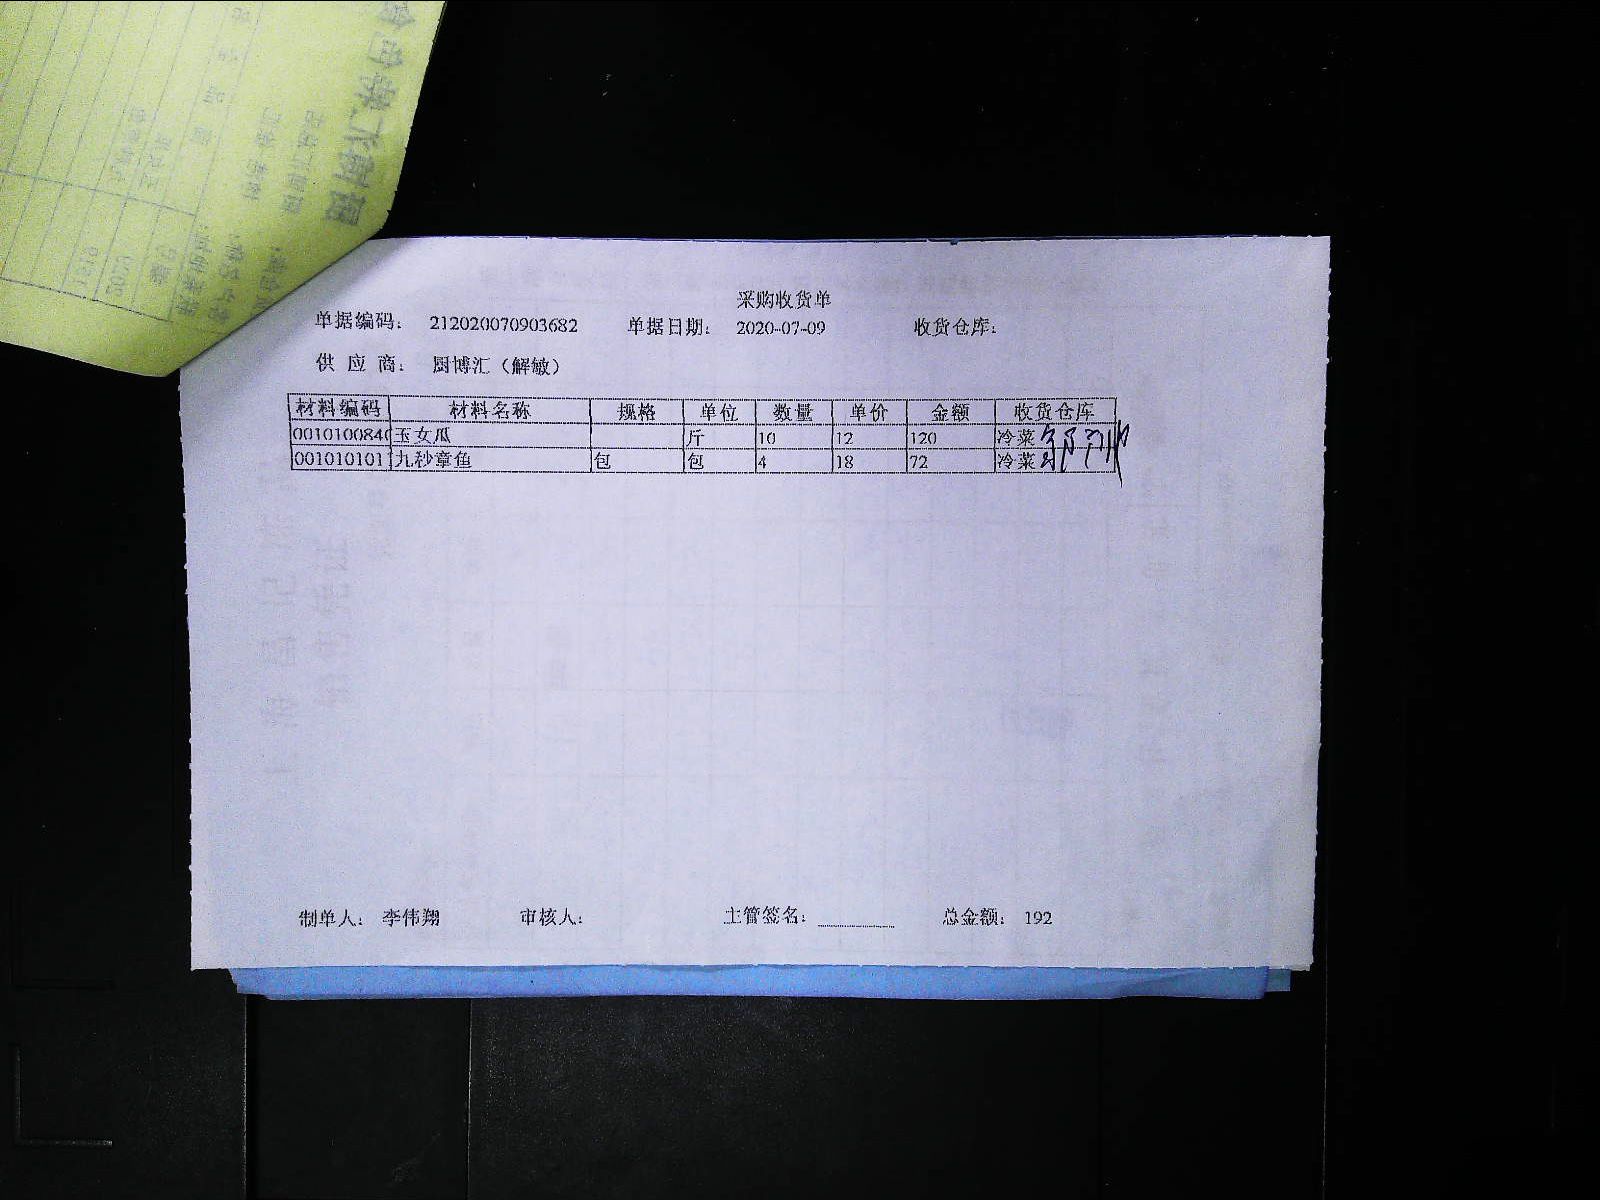 采购收货单
单据编码： 212020070903682 单据日期： 2020-07-09 收货仓库：
供 应 商： 厨博汇（解敏）
材料编码 材料名称 规格 单位 数量 单价 金额 收货仓库
001010084 玉女瓜 斤 10 12 120 冷菜
001010101 九秒章鱼 包 包 4 18 72 冷菜
制单人： 李伟翔 审核人： 主管签名： 总金额： 192